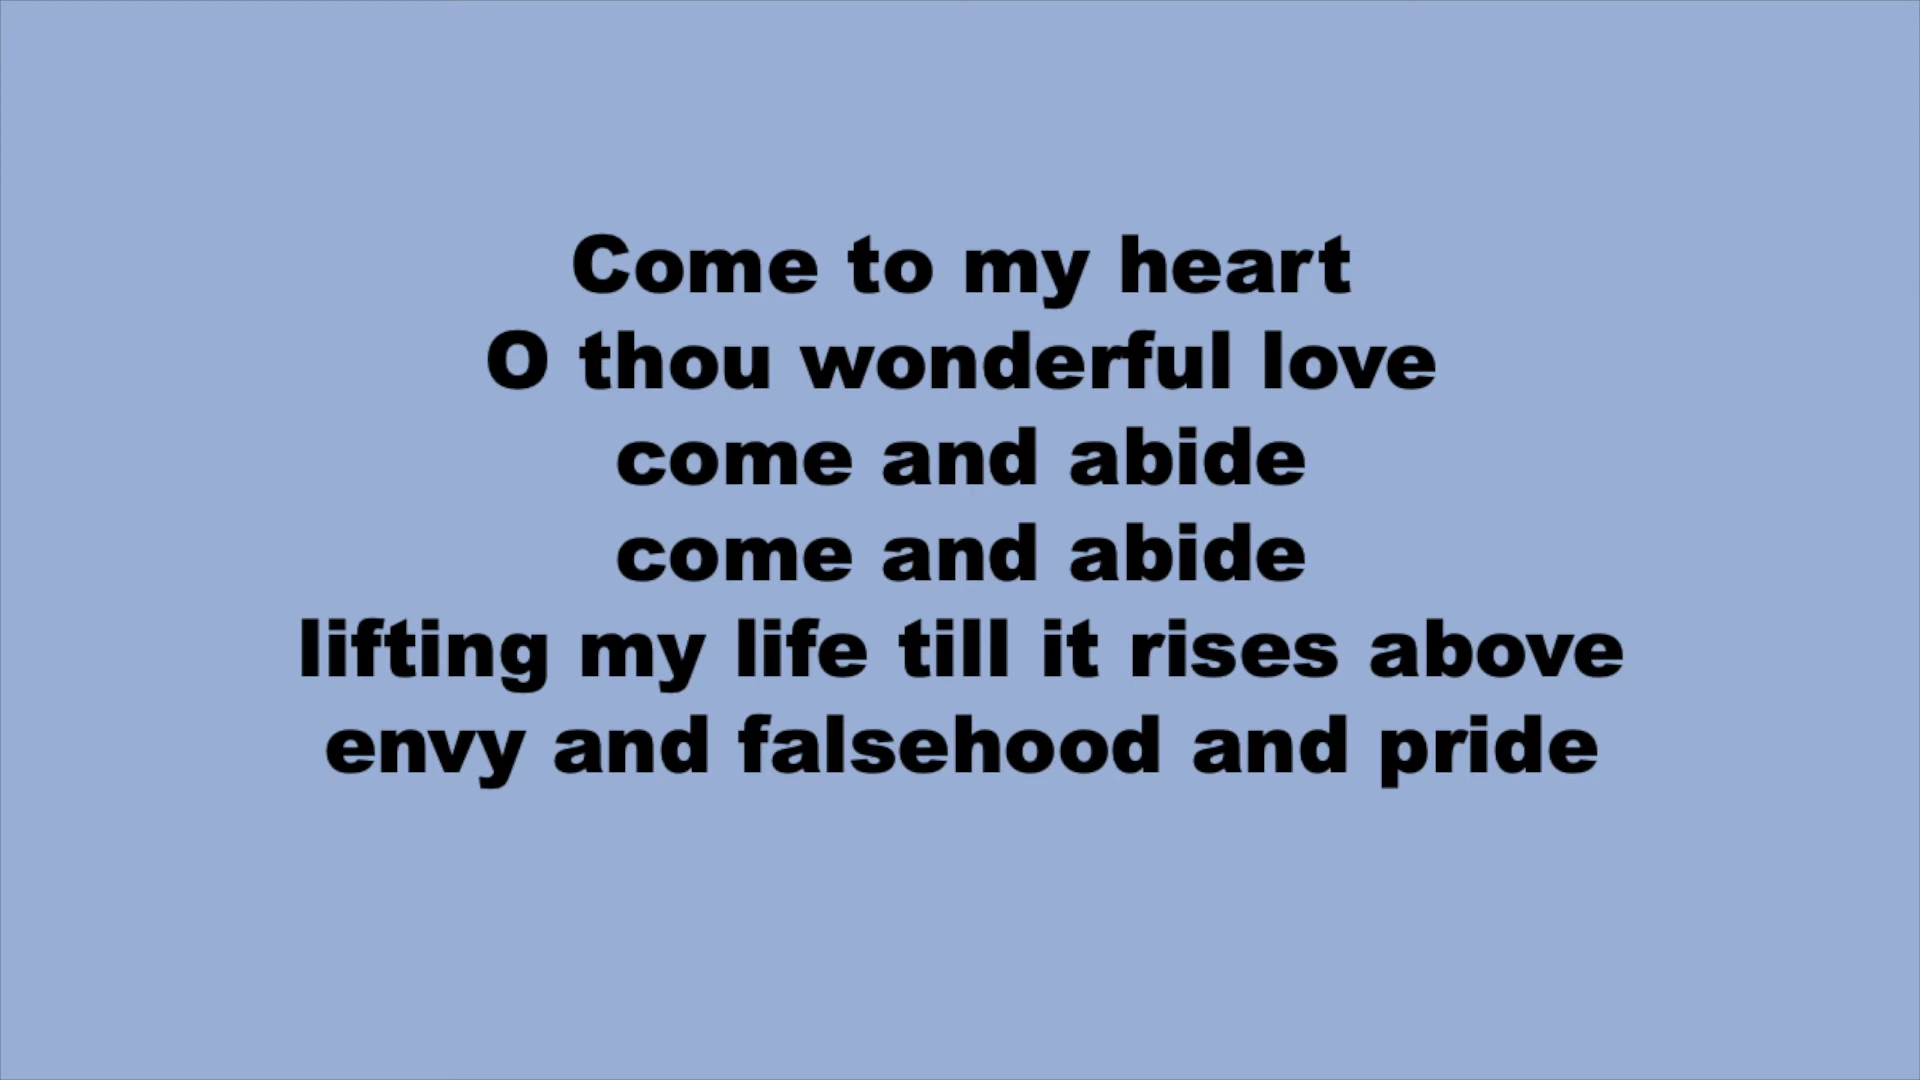 Come to my heart
O thou wonderful love
come and abide
come and abide
lifting my life till it rises above
envy and falsehood and pride